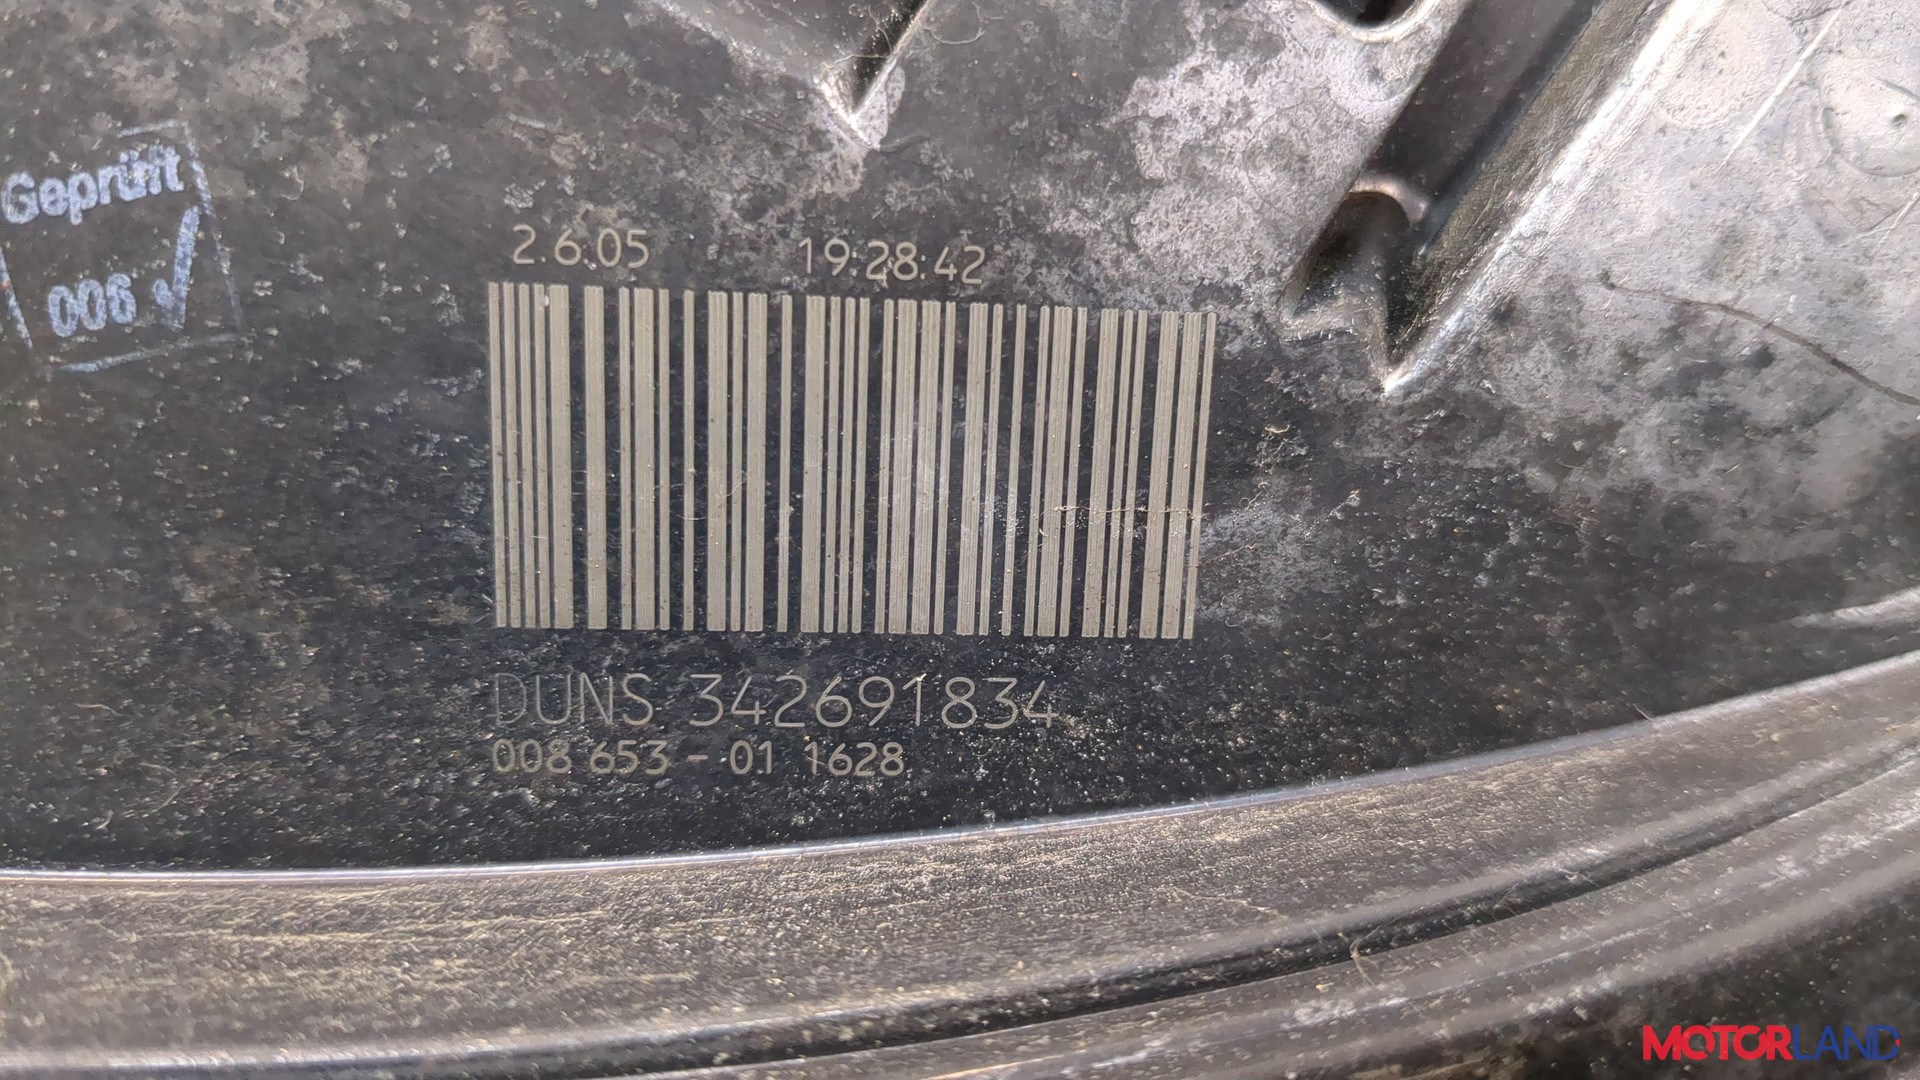 Geprüft
006
2.6.05 19:28:42
DUNS 342691834
008 653 - 01 1628
MOTORLAND